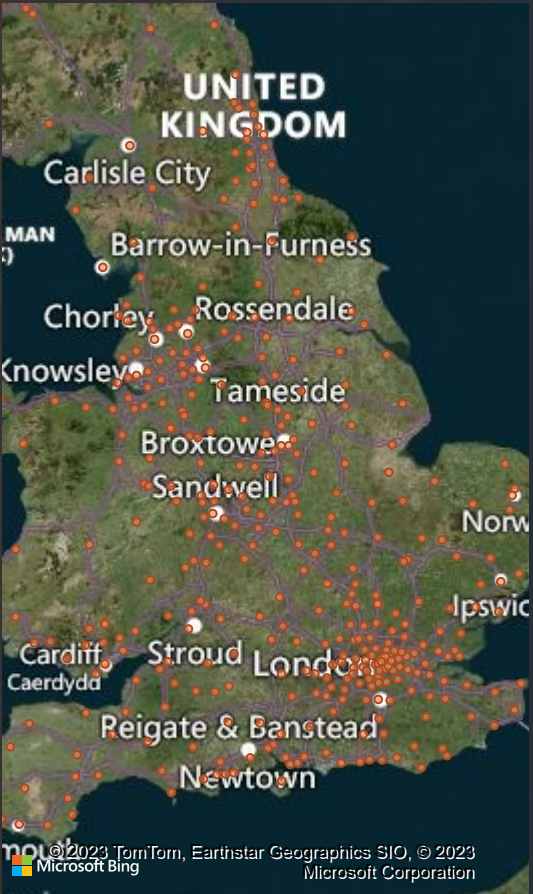 UNITED
KINGDOM
Carlisle City
MAN
Barrow-in-Furness
Chorley
Rossendale
Knowsley
Tameside
Broxtowe
Sandwell
Norw
Ipswic
Cardiff
Caerdydd
Stroud
London
Reigate & Banstead
Newtown
mouth
© 2023 TomTom, Earthstar Geographics SIO, © 2023
Microsoft Corporation
Microsoft Bing